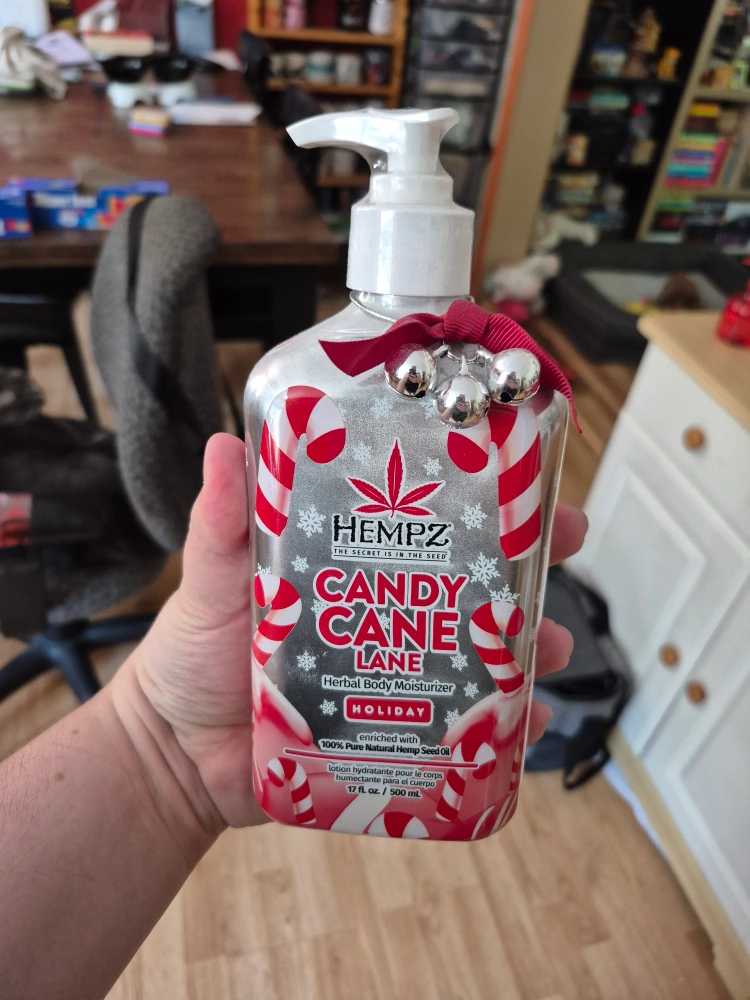 HEMPZ
THE SECRET IS IN THE SEED
CANDY
CANE
LANE
Herbal Body Moisturizer
HOLIDAY
enriched with
100% Pure Natural Hemp Seed Oil
lotion hydratante pour le corps
humectante para el cuerpo
17 fl. oz. / 500 mL